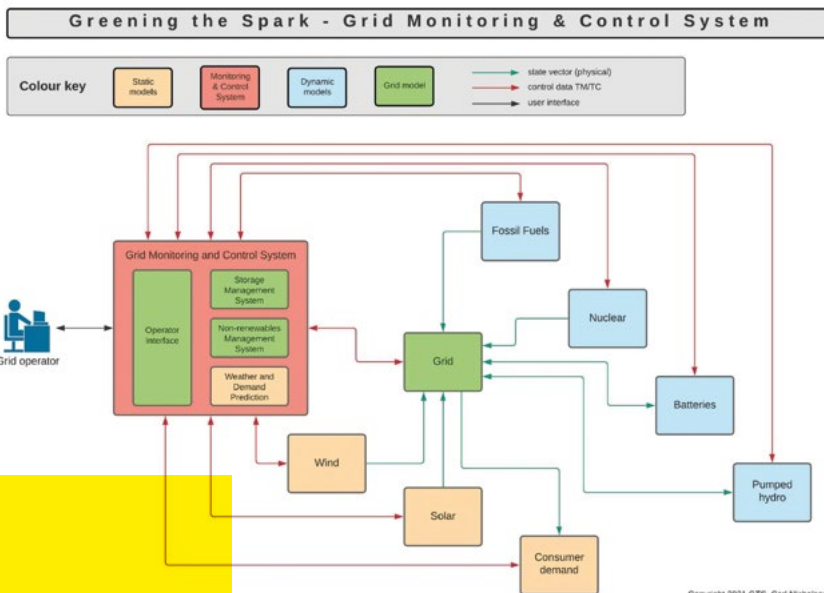 Greening the Spark - Grid Monitoring & Control System
Colour key
Static
models
Monitoring
& Control
System
Dynamic
models
Grid model
state vector (physical)
control data TM/TC
user interface
Fossil Fuels
Grid Monitoring and Control System
Operator
interface
Storage
Management
System
Non-renewables
Management
System
Weather and
Demand
Prediction
Grid operator
Nuclear
Grid
Batteries
Wind
Pumped
hydro
Solar
Consumer
demand